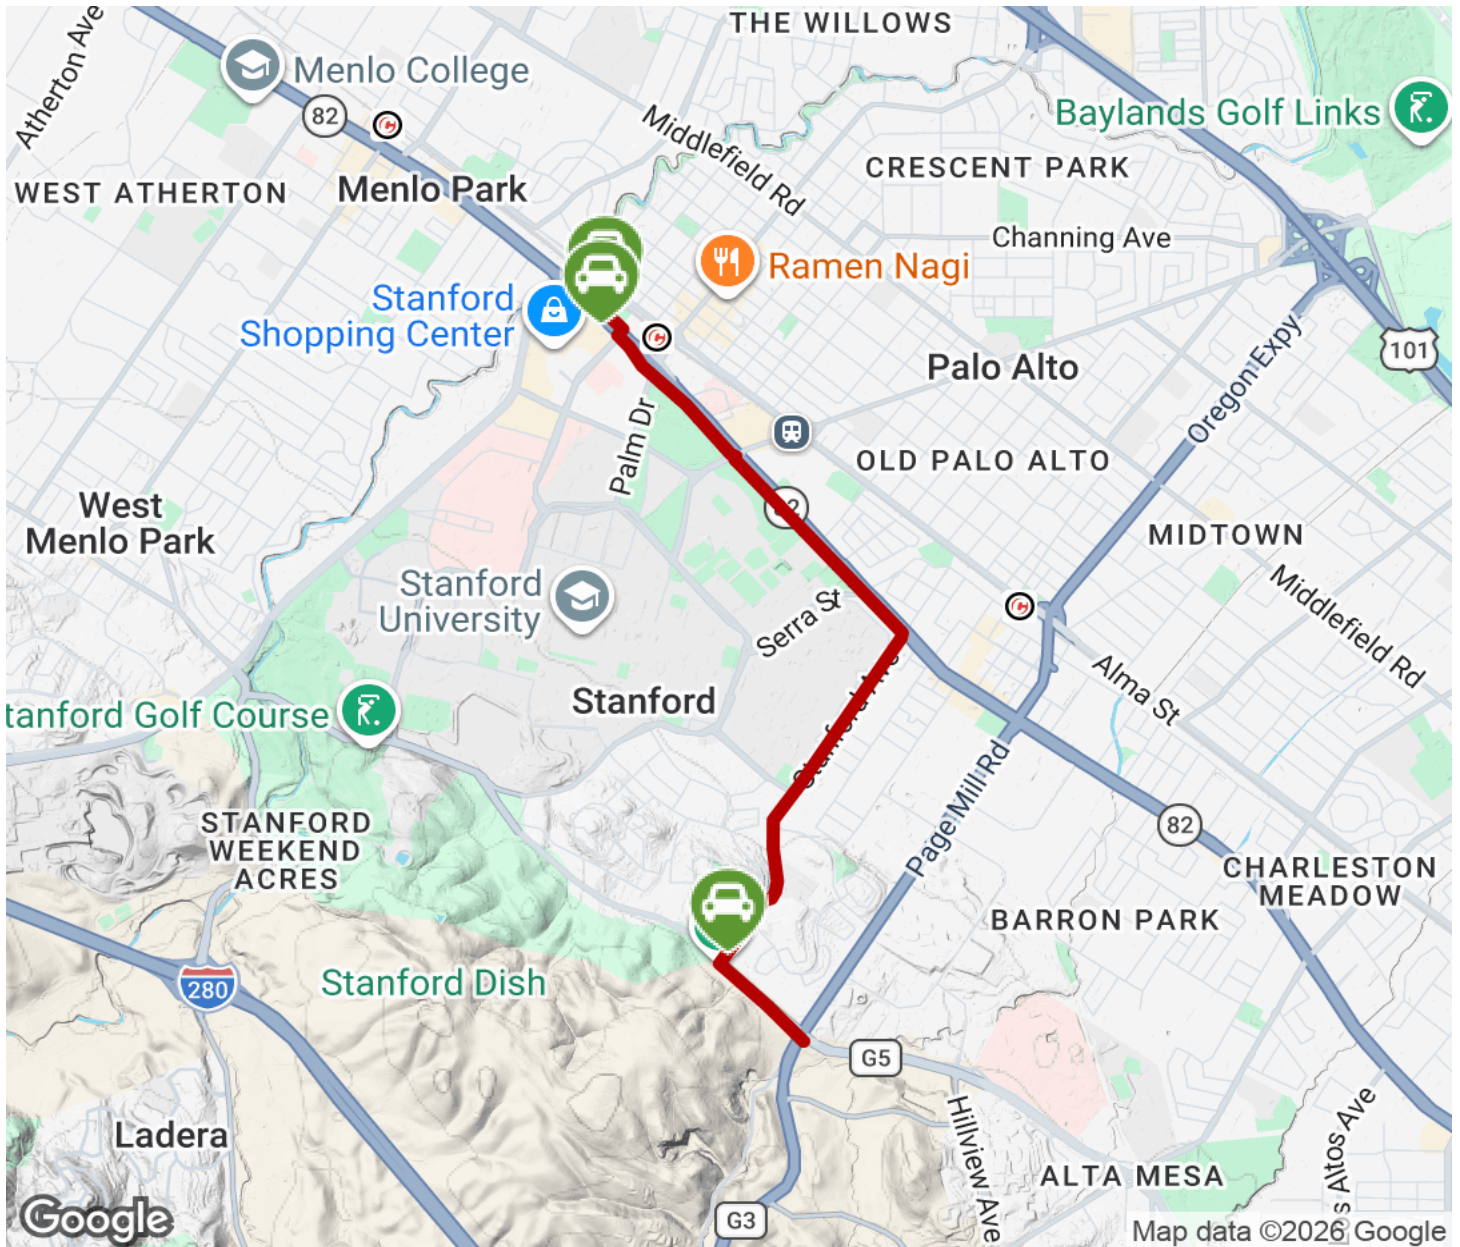 THE WILLOWS
Atherton Ave
Menlo College
82
Middlefield Rd
Baylands Golf Links
CRESCENT PARK
WEST ATHERTON
Menlo Park
Channing Ave
Ramen Nagi
Stanford
Shopping Center
101
Oregon Expy
Palo Alto
Palm Dr
OLD PALO ALTO
West
Menlo Park
MIDTOWN
Stanford
University
Serra St
Middlefield Rd
Alma St
Stanford
tanford Golf Course
Stanford Ave
Page Mill Rd
STANFORD
WEEKEND
ACRES
82
CHARLESTON
MEADOW
BARRON PARK
280
Stanford Dish
G5
Hillview Ave
Ladera
os Altos Ave
ALTA MESA
G3
Google
Map data ©2026 Google